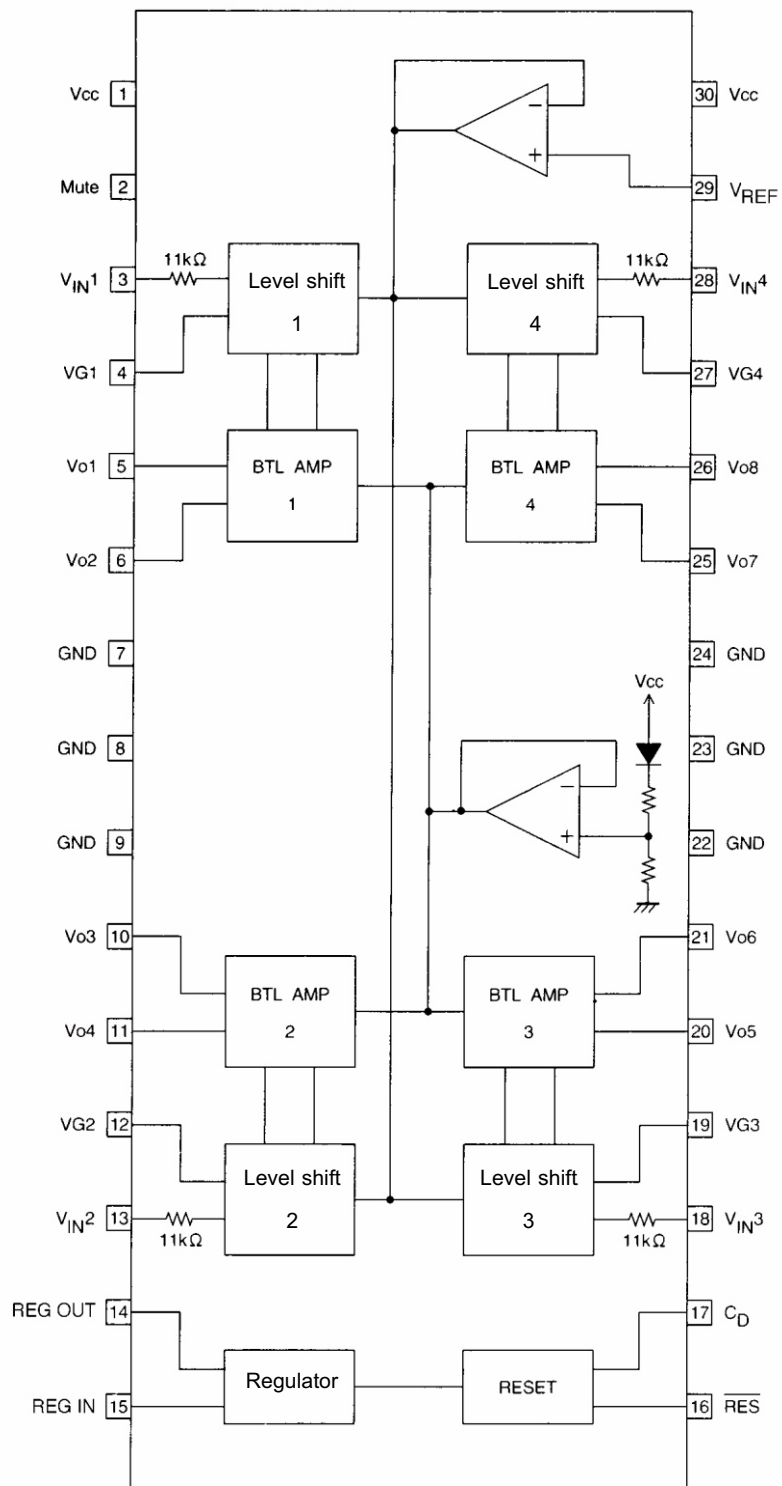 Vcc 1
30 Vcc
−
+
Mute 2
29 VREF
VIN1 3
11kΩ
Level shift
1
Level shift
4
11kΩ
28 VIN4
VG1 4
27 VG4
Vo1 5
BTL AMP
1
BTL AMP
4
26 Vo8
Vo2 6
25 Vo7
GND 7
24 GND
Vcc
GND 8
23 GND
−
+
GND 9
22 GND
Vo3 10
21 Vo6
BTL AMP
2
BTL AMP
3
Vo4 11
20 Vo5
VG2 12
19 VG3
Level shift
2
Level shift
3
VIN2 13
11kΩ
11kΩ
18 VIN3
REG OUT 14
17 CD
Regulator
RESET
REG IN 15
16 RES